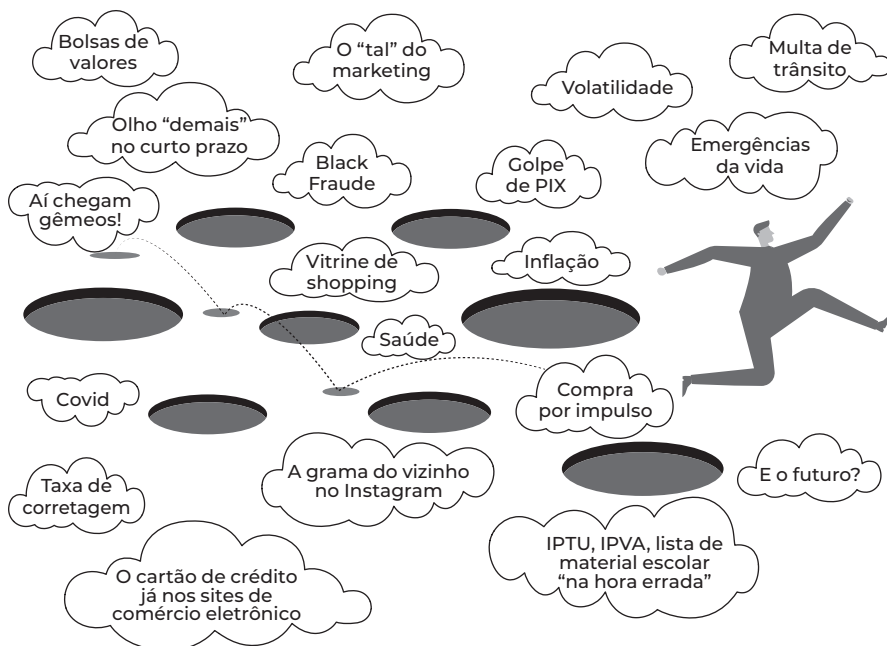 Bolsas de
valores
O “tal” do
marketing
Multa de
trânsito
Volatilidade
Olho “demais”
no curto prazo
Black
Fraude
Golpe
de PIX
Emergências
da vida
Aí chegam
gêmeos!
Vitrine de
shopping
Inflação
Saúde
Covid
Compra
por impulso
A grama do vizinho
no Instagram
E o futuro?
Taxa de
corretagem
IPTU, IPVA, lista de
material escolar
“na hora errada”
O cartão de crédito
já nos sites de
comércio eletrônico